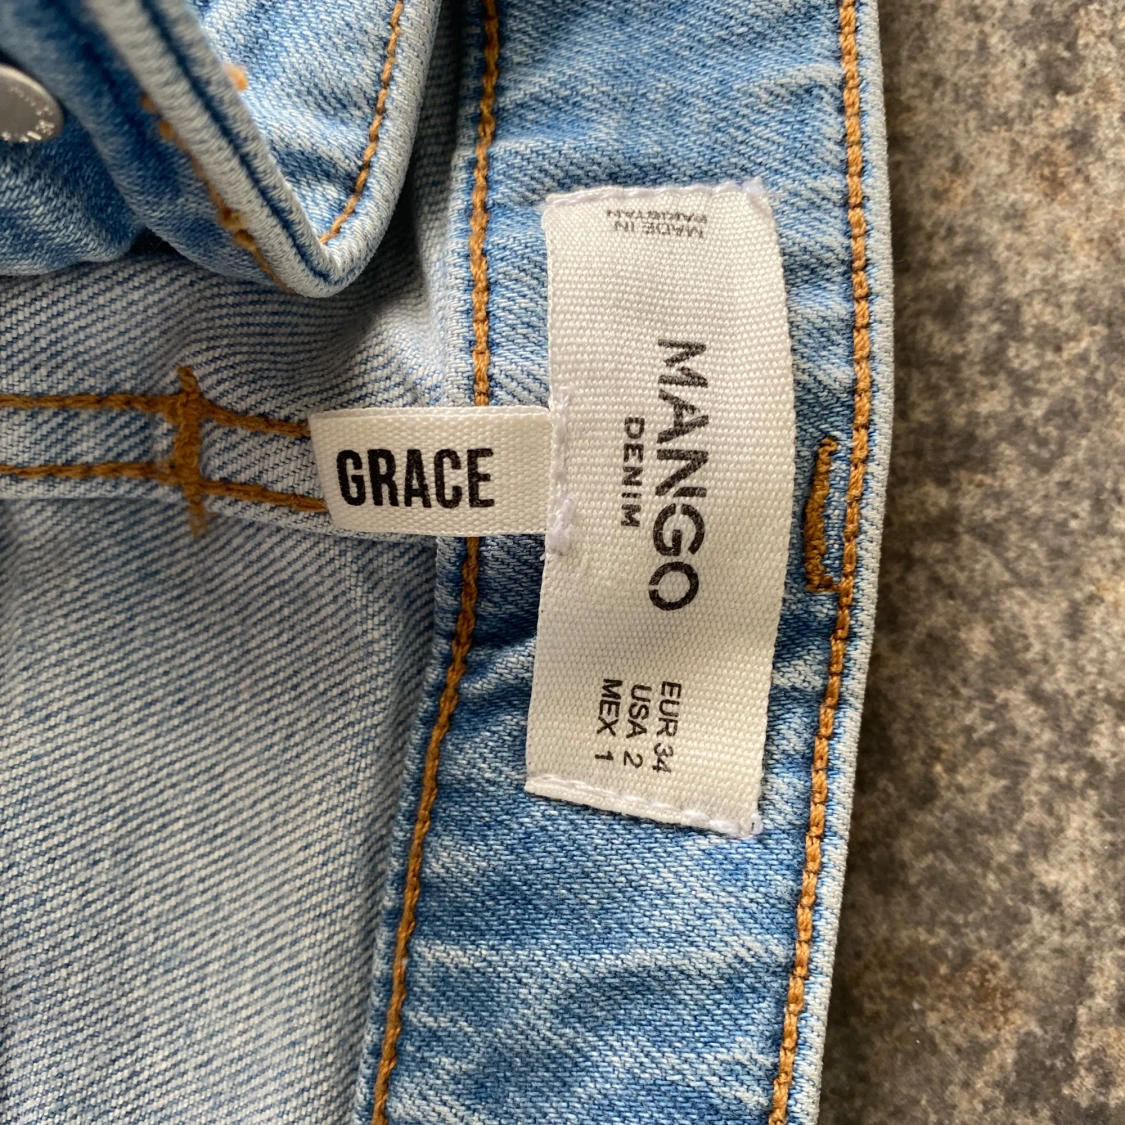 MADE IN
PAKISTAN
MANGO
DENIM
GRACE
EUR 34
USA 2
MEX 1